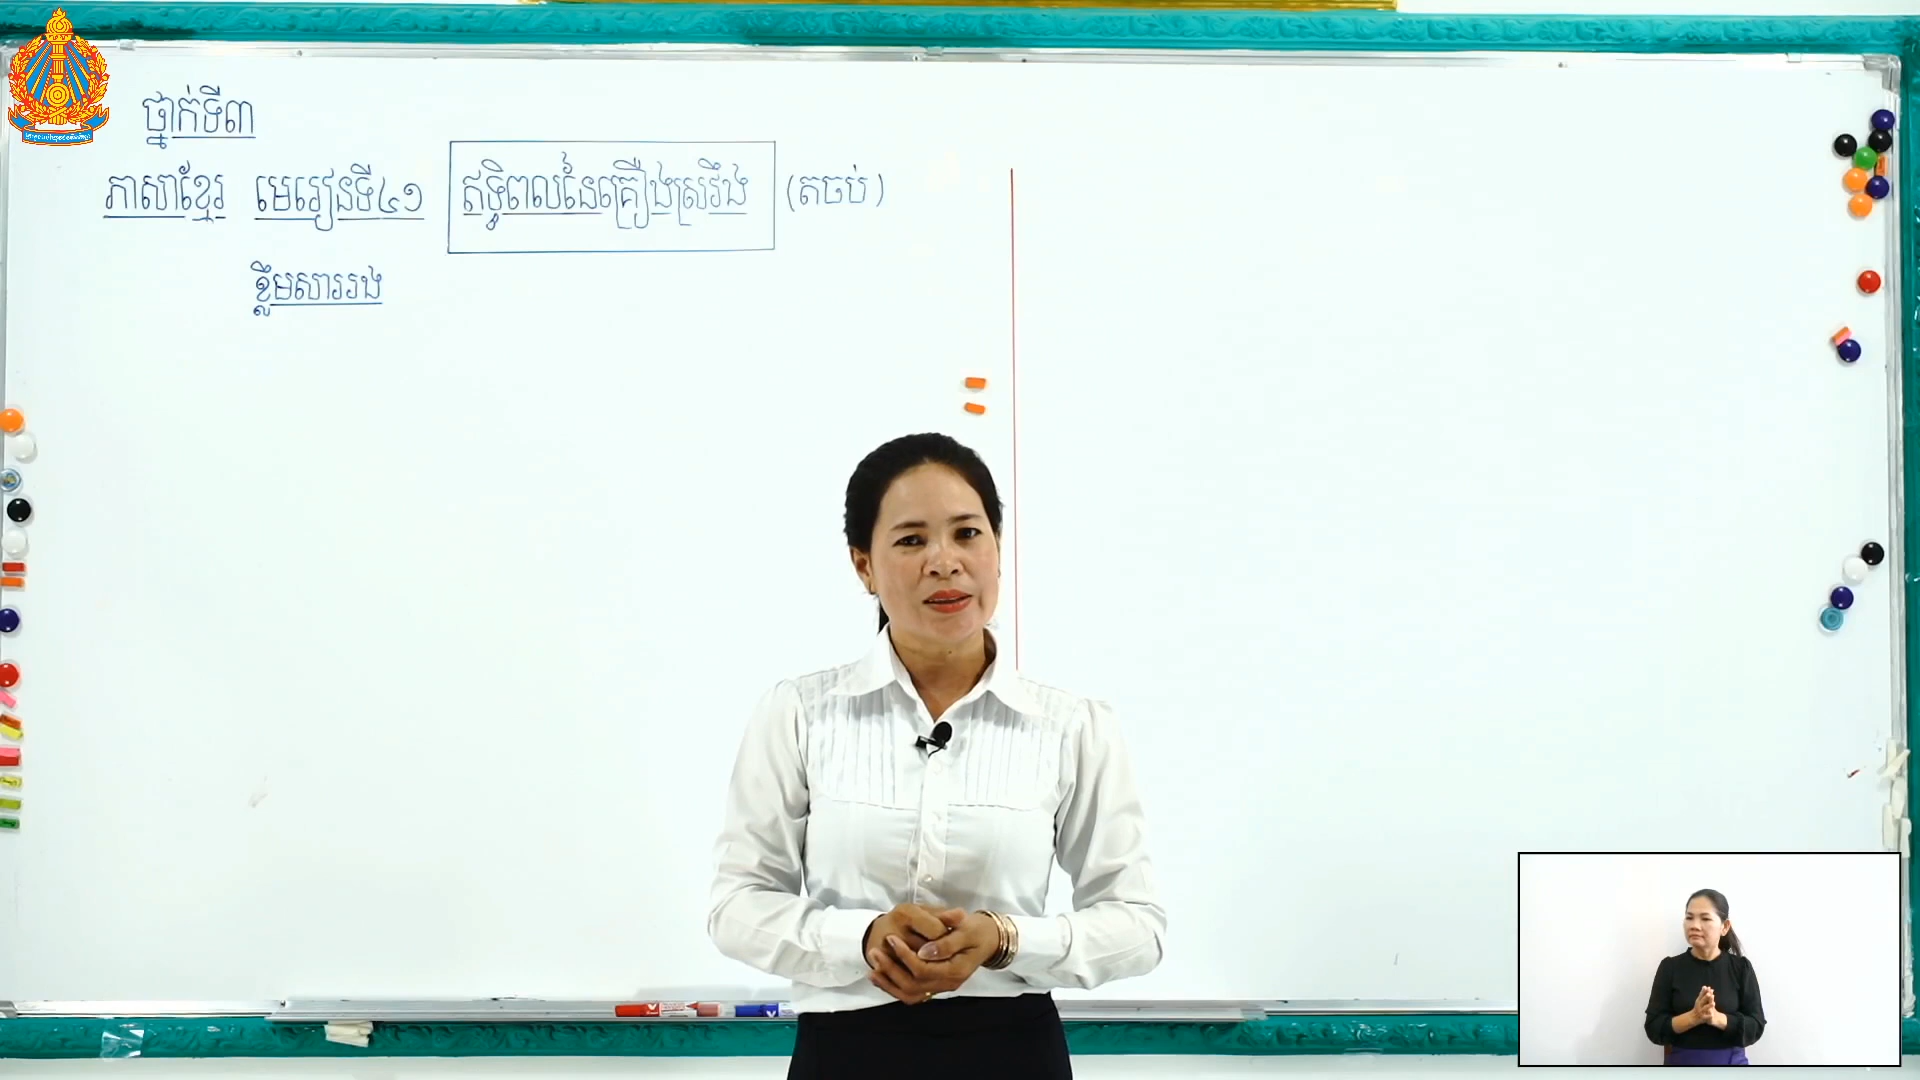 ថ្នាក់ទី៣
ភាសាខ្មែរ មេរៀនទី៤១ ឥទ្ធិពលនៃគ្រឿងស្រវឹង (តចប់)
ខ្លឹមសាររង